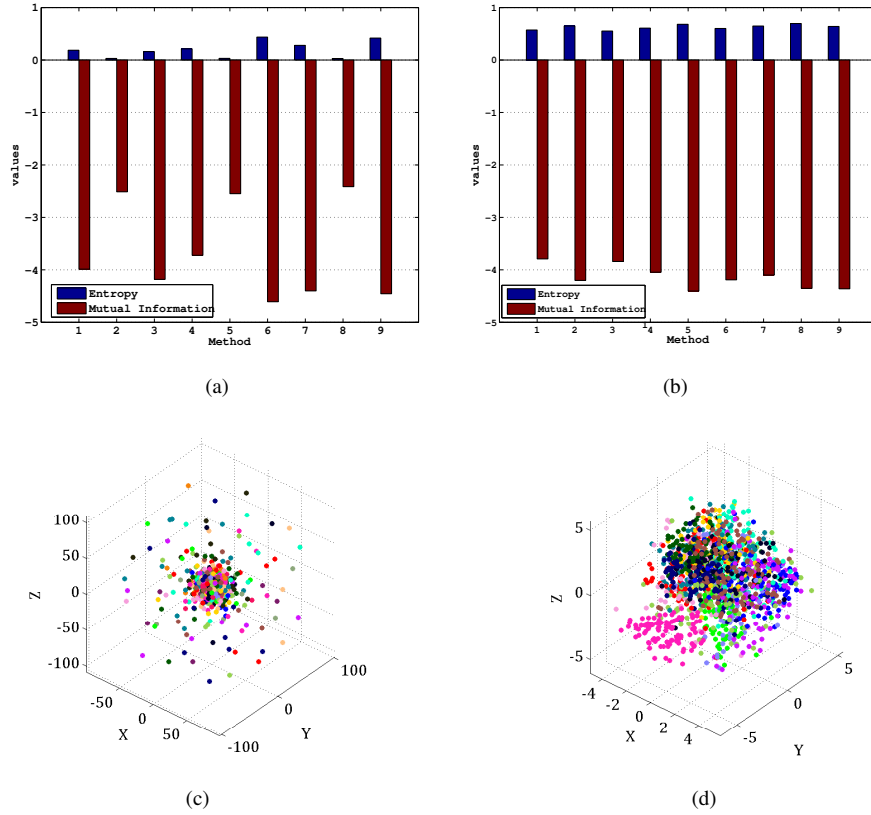 1
0
−1
−2
−3
−4
−5
values
Entropy
Mutual Information
1 2 3 4 5 6 7 8 9
Method
(a)
1
0
−1
−2
−3
−4
−5
values
Entropy
Mutual Information
1 2 3 4 5 6 7 8 9
1
Method
(b)
100
50
0
-50
-100
Z
-50
0
50
X
-100
0
100
Y
(c)
5
0
-5
Z
-4
-2
0
2
4
X
-5
0
5
Y
(d)